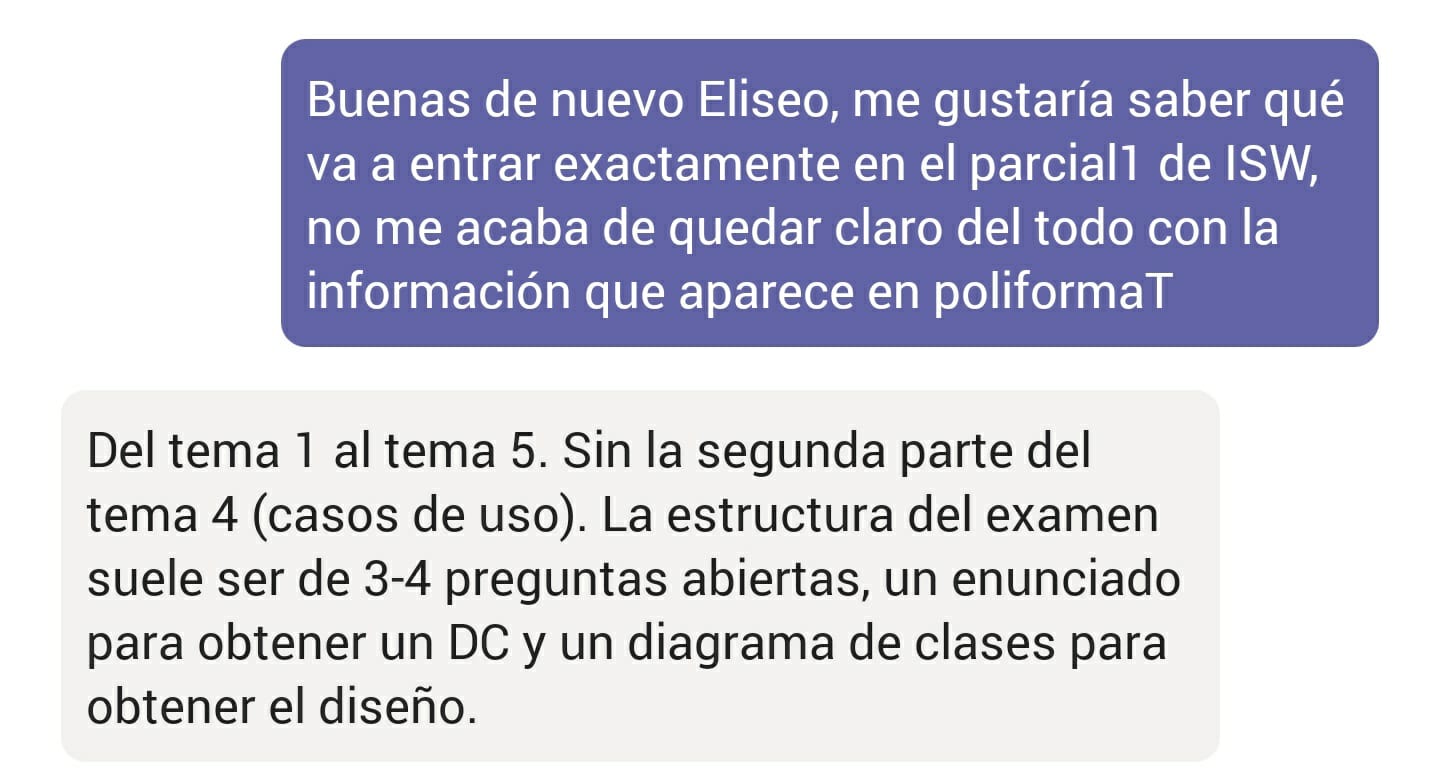 Buenas de nuevo Eliseo, me gustaría saber qué
va a entrar exactamente en el parcial1 de ISW,
no me acaba de quedar claro del todo con la
información que aparece en poliformaT
Del tema 1 al tema 5. Sin la segunda parte del
tema 4 (casos de uso). La estructura del examen
suele ser de 3-4 preguntas abiertas, un enunciado
para obtener un DC y un diagrama de clases para
obtener el diseño.